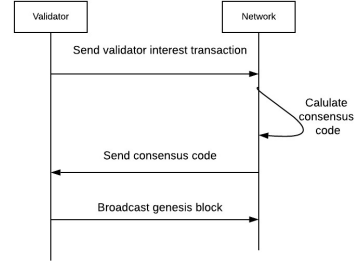 Validator
Network
Send validator interest transaction
Calulate
consensus
code
Send consensus code
Broadcast genesis block